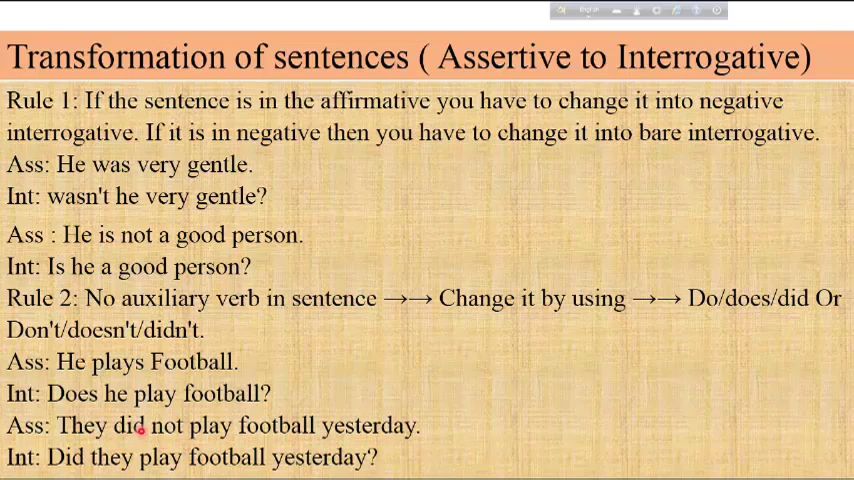 English
Transformation of sentences ( Assertive to Interrogative)
Rule 1: If the sentence is in the affirmative you have to change it into negative
interrogative. If it is in negative then you have to change it into bare interrogative.
Ass: He was very gentle.
Int: wasn't he very gentle?
Ass : He is not a good person.
Int: Is he a good person?
Rule 2: No auxiliary verb in sentence →→ Change it by using →→ Do/does/did Or
Don't/doesn't/didn't.
Ass: He plays Football.
Int: Does he play football?
Ass: They did not play football yesterday.
Int: Did they play football yesterday?